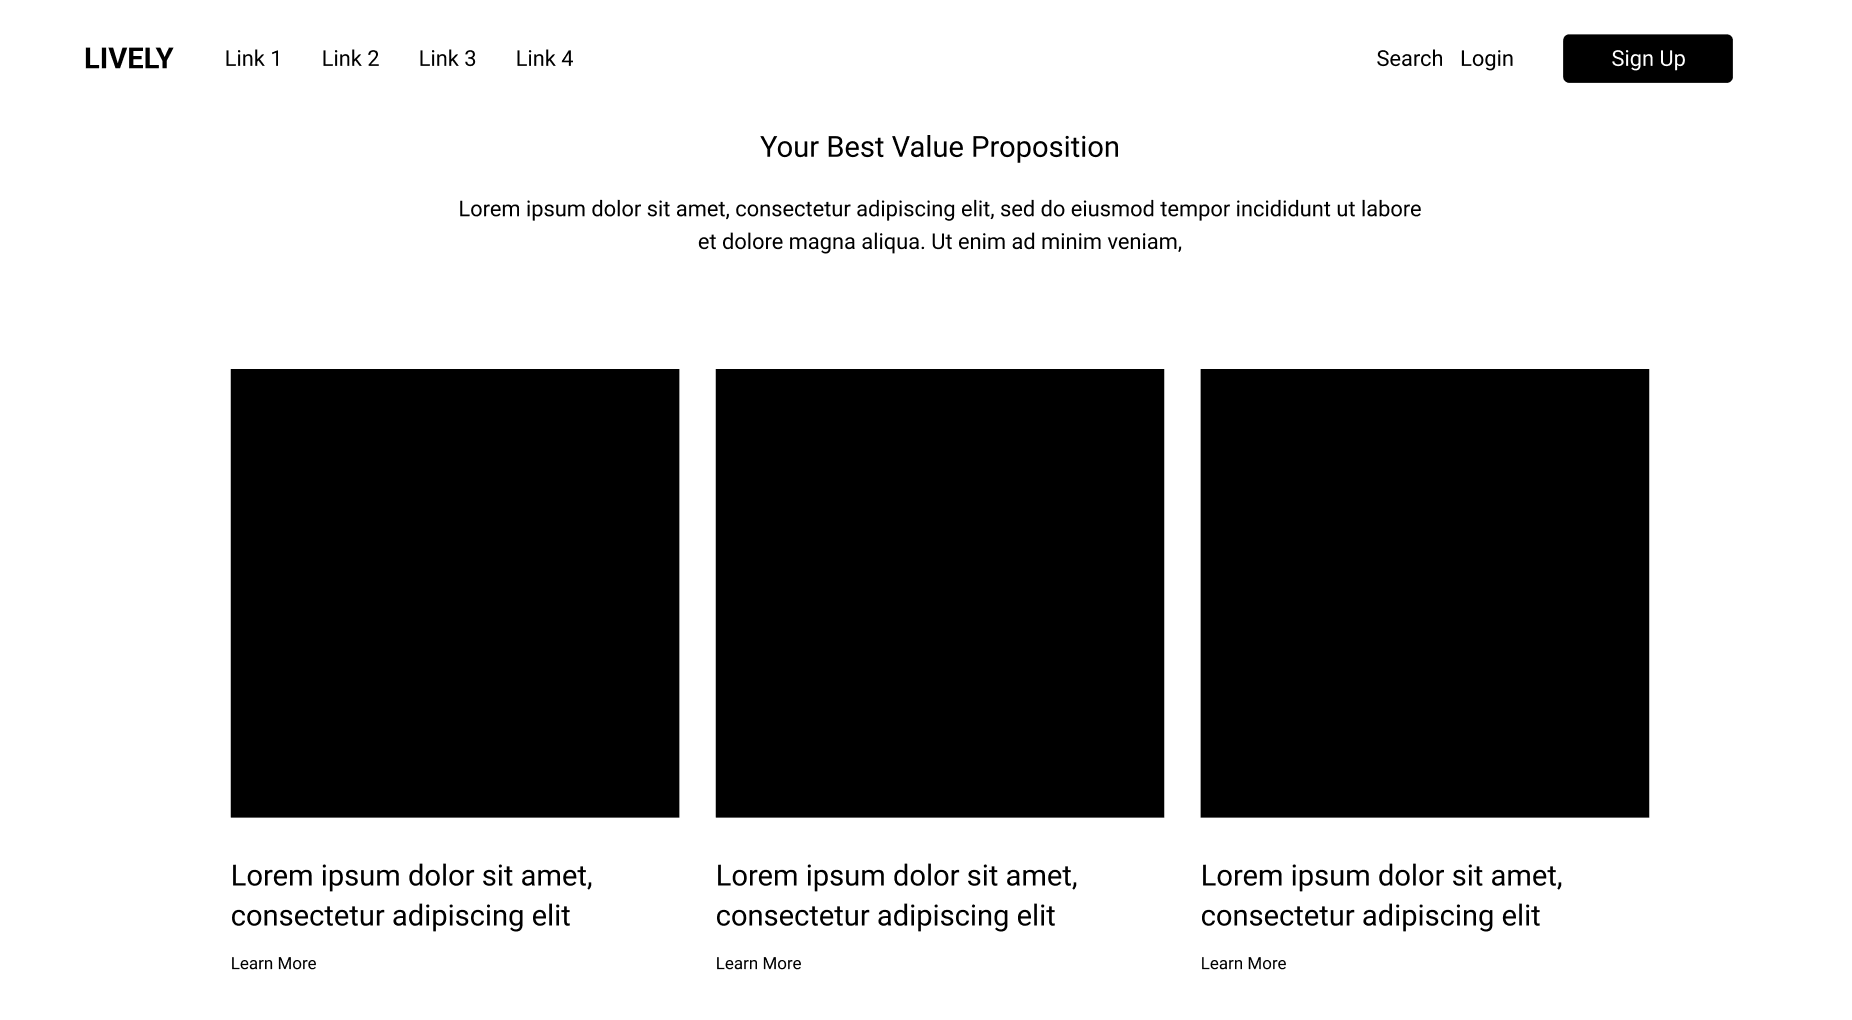 LIVELY Link 1 Link 2 Link 3 Link 4 Search Login Sign Up
Your Best Value Proposition
Lorem ipsum dolor sit amet, consectetur adipiscing elit, sed do eiusmod tempor incididunt ut labore
et dolore magna aliqua. Ut enim ad minim veniam,
Lorem ipsum dolor sit amet,
consectetur adipiscing elit
Learn More
Lorem ipsum dolor sit amet,
consectetur adipiscing elit
Learn More
Lorem ipsum dolor sit amet,
consectetur adipiscing elit
Learn More